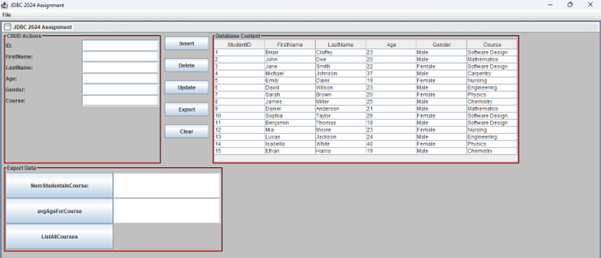 JDBC 2024 Assignment
File
JDBC 2024 Assignment
CRUD Actions
ID:
FirstName:
LastName:
Age:
Gender:
Course:
Insert
Delete
Update
Export
Clear
Database Content
StudentID FirstName LastName Age Gender Course
1 Brian Claffey 23 Male Software Design
2 John Doe 20 Male Mathematics
3 Jane Smith 22 Female Software Design
4 Michael Johnson 37 Male Carpentry
5 Emily Davis 19 Female Nursing
6 David Wilson 23 Male Engineering
7 Sarah Brown 20 Female Physics
8 James Miller 25 Male Chemistry
9 Daniel Anderson 21 Male Mathematics
10 Sophia Taylor 29 Female Software Design
11 Benjamin Thomas 18 Male Software Design
12 Mia Moore 23 Female Nursing
13 Lucas Jackson 24 Male Engineering
14 Isabella White 40 Female Physics
15 Ethan Harris 19 Male Chemistry
Export Data
NumStudentsInCourse:
avgAgeForCourse
ListAllCourses